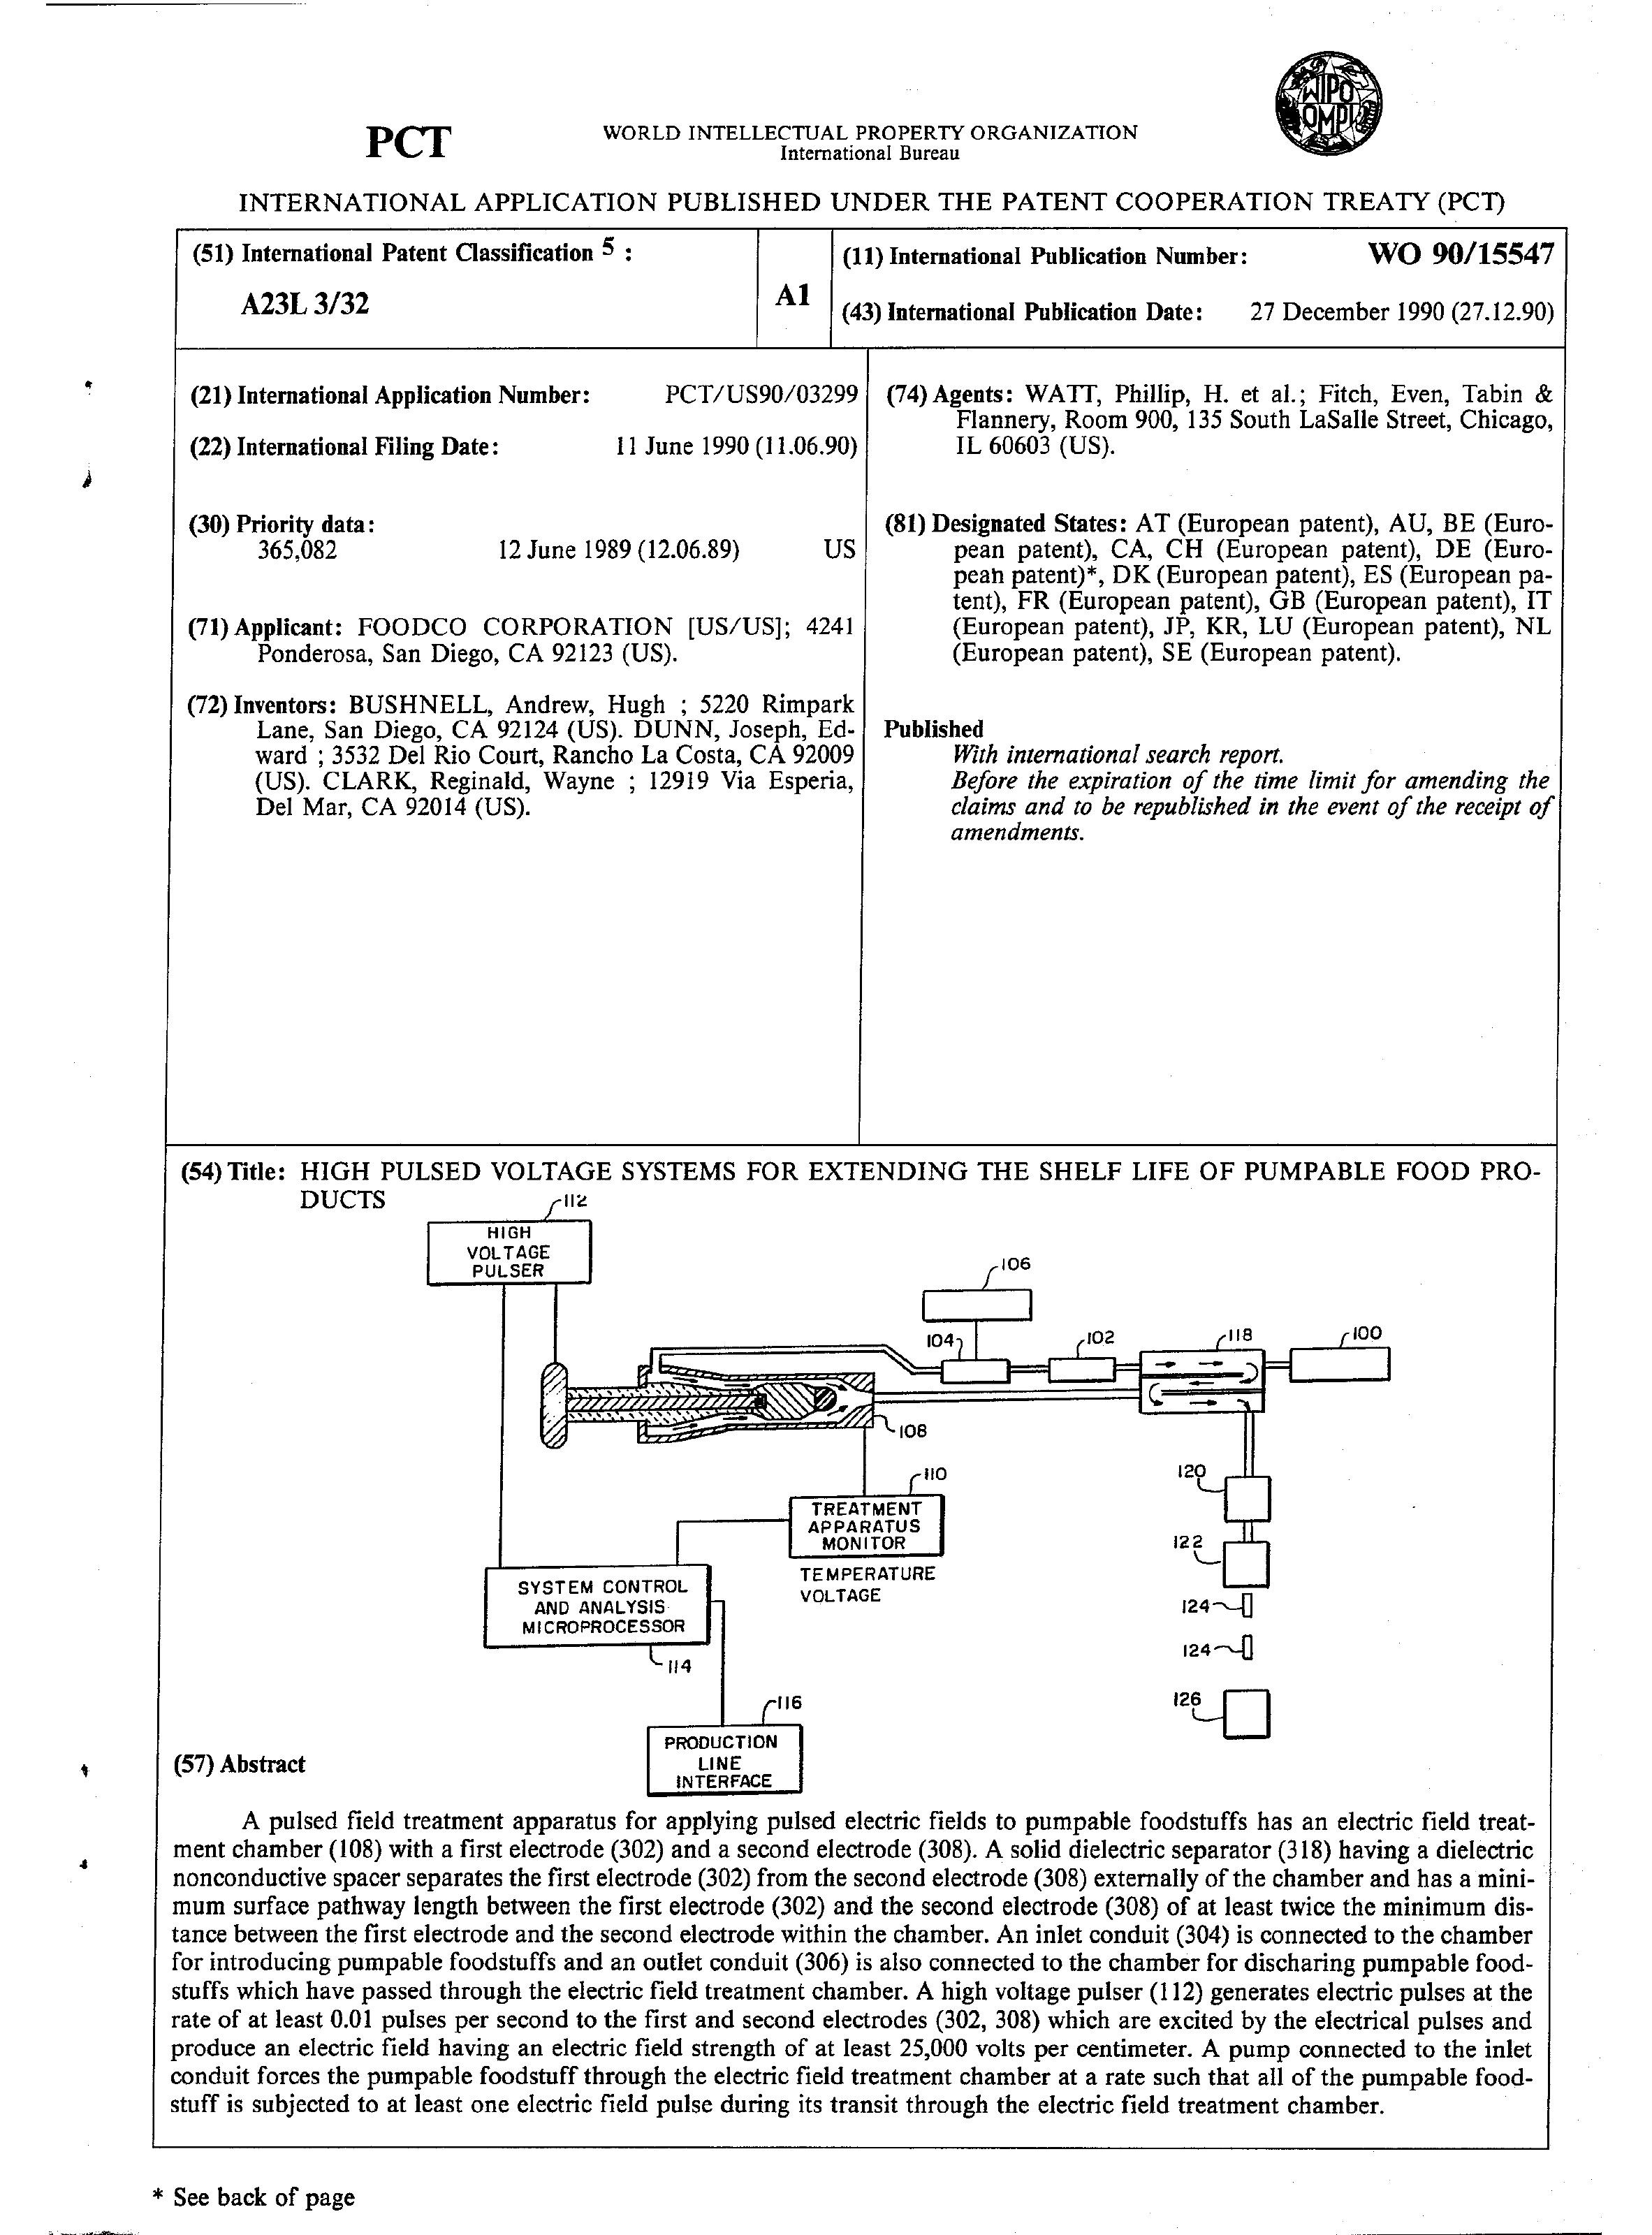 WIPO
OMPI
PCT
WORLD INTELLECTUAL PROPERTY ORGANIZATION
International Bureau
INTERNATIONAL APPLICATION PUBLISHED UNDER THE PATENT COOPERATION TREATY (PCT)
(51) International Patent Classification 5 :
A23L 3/32
A1
(11) International Publication Number: WO 90/15547
(43) International Publication Date: 27 December 1990 (27.12.90)
(21) International Application Number: PCT/US90/03299
(22) International Filing Date: 11 June 1990 (11.06.90)
(30) Priority data:
365,082 12 June 1989 (12.06.89) US
(71) Applicant: FOODCO CORPORATION [US/US]; 4241
Ponderosa, San Diego, CA 92123 (US).
(72) Inventors: BUSHNELL, Andrew, Hugh ; 5220 Rimpark
Lane, San Diego, CA 92124 (US). DUNN, Joseph, Ed-
ward ; 3532 Del Rio Court, Rancho La Costa, CA 92009
(US). CLARK, Reginald, Wayne ; 12919 Via Esperia,
Del Mar, CA 92014 (US).
(74) Agents: WATT, Phillip, H. et al.; Fitch, Even, Tabin &
Flannery, Room 900, 135 South LaSalle Street, Chicago,
IL 60603 (US).
(81) Designated States: AT (European patent), AU, BE (Euro-
pean patent), CA, CH (European patent), DE (Euro-
pean patent)*, DK (European patent), ES (European pa-
tent), FR (European patent), GB (European patent), IT
(European patent), JP, KR, LU (European patent), NL
(European patent), SE (European patent).
Published
With international search report.
Before the expiration of the time limit for amending the
claims and to be republished in the event of the receipt of
amendments.
(54) Title: HIGH PULSED VOLTAGE SYSTEMS FOR EXTENDING THE SHELF LIFE OF PUMPABLE FOOD PRO-
DUCTS
112
HIGH
VOLTAGE
PULSER
106
104
102
118
100
108
110
TREATMENT
APPARATUS
MONITOR
TEMPERATURE
VOLTAGE
120
122
124
124
126
SYSTEM CONTROL
AND ANALYSIS
MICROPROCESSOR
114
116
PRODUCTION
LINE
INTERFACE
(57) Abstract
A pulsed field treatment apparatus for applying pulsed electric fields to pumpable foodstuffs has an electric field treat-
ment chamber (108) with a first electrode (302) and a second electrode (308). A solid dielectric separator (318) having a dielectric
nonconductive spacer separates the first electrode (302) from the second electrode (308) externally of the chamber and has a mini-
mum surface pathway length between the first electrode (302) and the second electrode (308) of at least twice the minimum dis-
tance between the first electrode and the second electrode within the chamber. An inlet conduit (304) is connected to the chamber
for introducing pumpable foodstuffs and an outlet conduit (306) is also connected to the chamber for discharing pumpable food-
stuffs which have passed through the electric field treatment chamber. A high voltage pulser (112) generates electric pulses at the
rate of at least 0.01 pulses per second to the first and second electrodes (302, 308) which are excited by the electrical pulses and
produce an electric field having an electric field strength of at least 25,000 volts per centimeter. A pump connected to the inlet
conduit forces the pumpable foodstuff through the electric field treatment chamber at a rate such that all of the pumpable food-
stuff is subjected to at least one electric field pulse during its transit through the electric field treatment chamber.
* See back of page